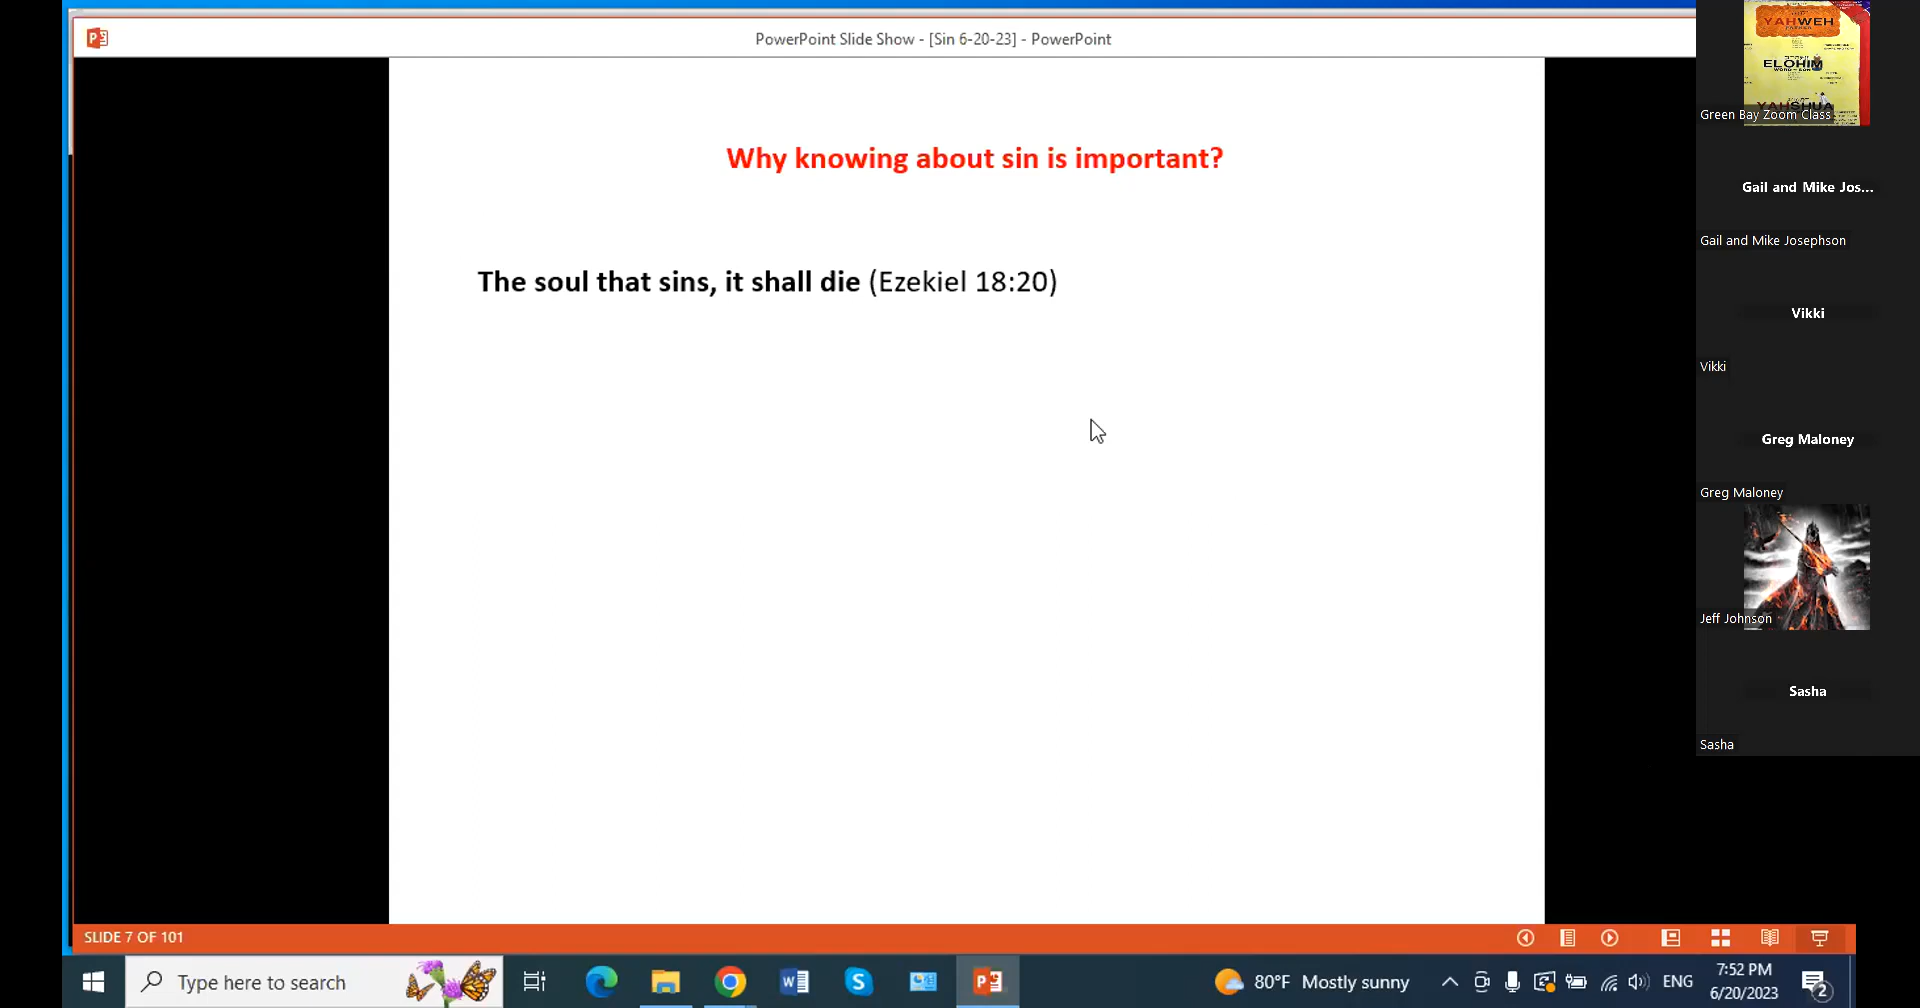 PowerPoint Slide Show - [Sin 6-20-23] - PowerPoint
Why knowing about sin is important?
The soul that sins, it shall die (Ezekiel 18:20)
SLIDE 7 OF 101
Type here to search
80°F Mostly sunny
ENG
7:52 PM
6/20/2023
2
YAHWEH
ELOHIM
YAHSHUA
Green Bay Zoom Class
Gail and Mike Jos...
Gail and Mike Josephson
Vikki
Vikki
Greg Maloney
Greg Maloney
Jeff Johnson
Sasha
Sasha